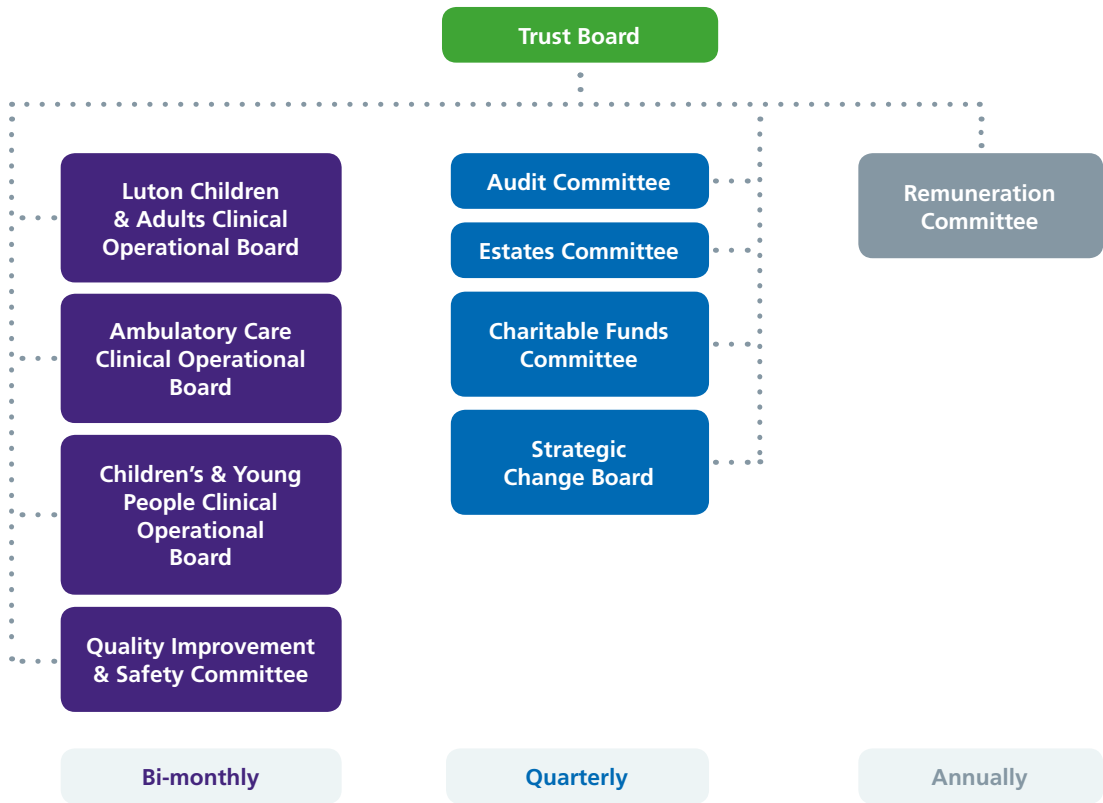 Trust Board
Luton Children
& Adults Clinical
Operational Board
Ambulatory Care
Clinical Operational
Board
Children’s & Young
People Clinical
Operational
Board
Quality Improvement
& Safety Committee
Bi-monthly
Audit Committee
Estates Committee
Charitable Funds
Committee
Strategic
Change Board
Quarterly
Remuneration
Committee
Annually